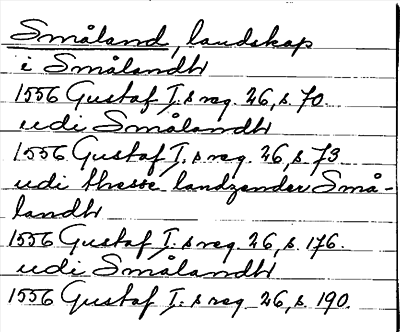 Småland, landskap
i Smålandh
1556 Gustaf I:s reg. 26, s. 70.
udi Smålandh
1556 Gustaf I:s reg. 26, s. 73
udi thesse landzender Små-
landh
1556 Gustaf I:s reg. 26, s. 176.
udi Smålandh
1556 Gustaf I:s reg. 26, s. 190.